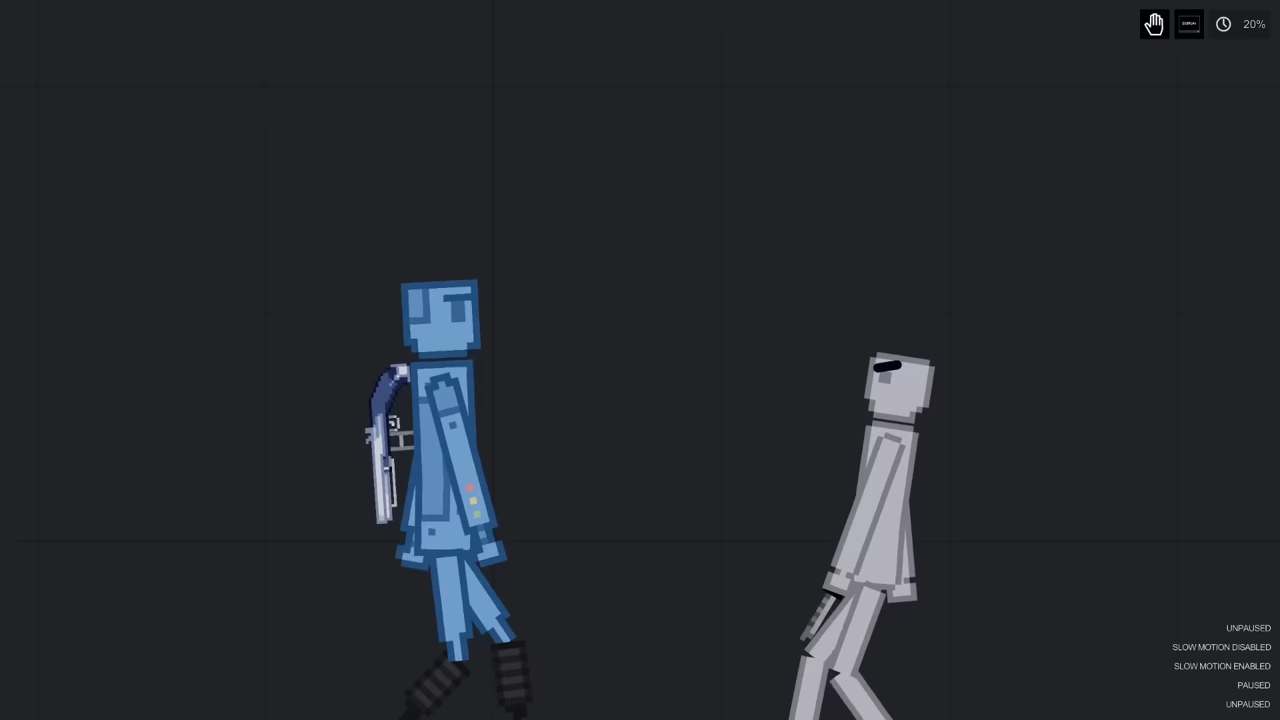 20%
UNPAUSED
SLOW MOTION DISABLED
SLOW MOTION ENABLED
PAUSED
UNPAUSED